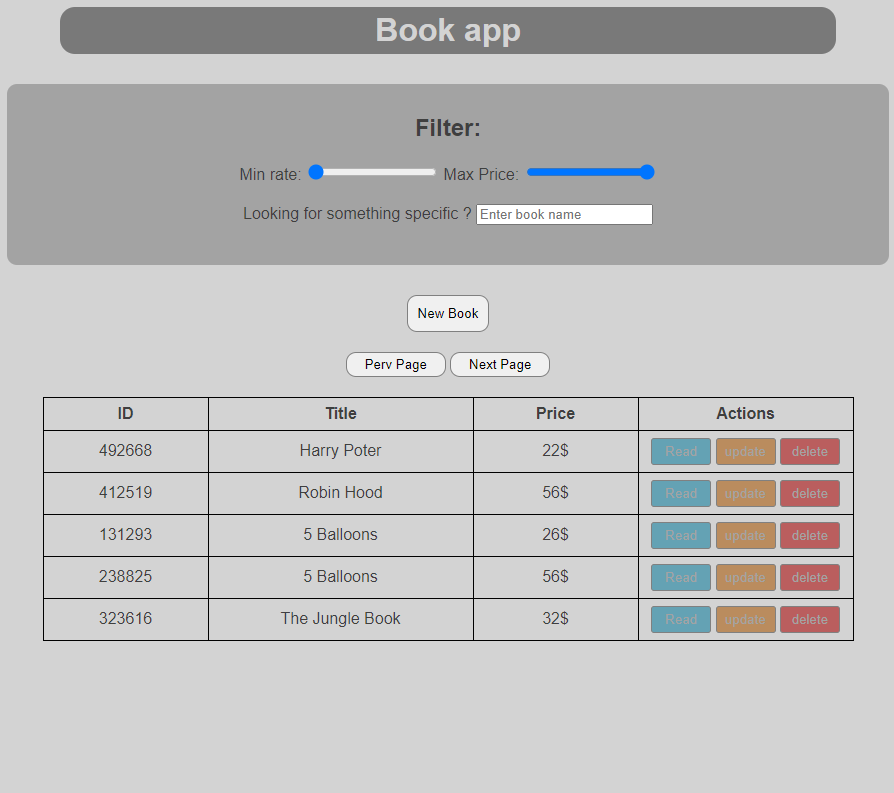 Book app
Filter:
Min rate: Max Price:
Looking for something specific ? Enter book name
New Book
Perv Page Next Page
ID Title Price Actions
492668 Harry Poter 22$ Read update delete
412519 Robin Hood 56$ Read update delete
131293 5 Balloons 26$ Read update delete
238825 5 Balloons 56$ Read update delete
323616 The Jungle Book 32$ Read update delete